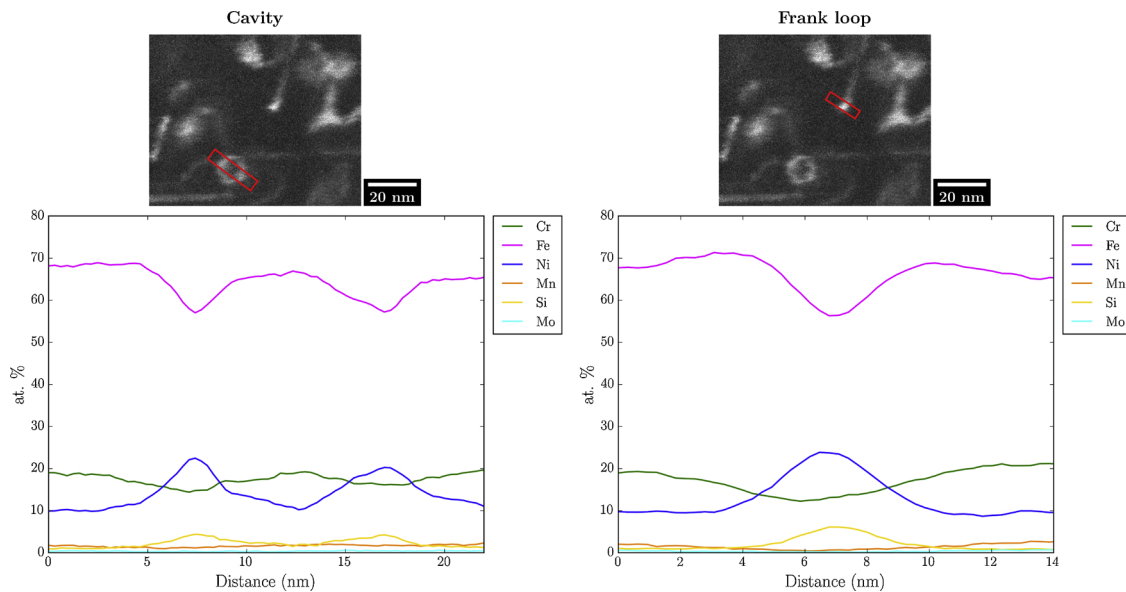 Cavity
20 nm
80
70
60
50
40
30
20
10
0
at. %
0 5 10 15 20
Distance (nm)
Cr
Fe
Ni
Mn
Si
Mo
Frank loop
20 nm
80
70
60
50
40
30
20
10
0
at. %
0 2 4 6 8 10 12 14
Distance (nm)
Cr
Fe
Ni
Mn
Si
Mo